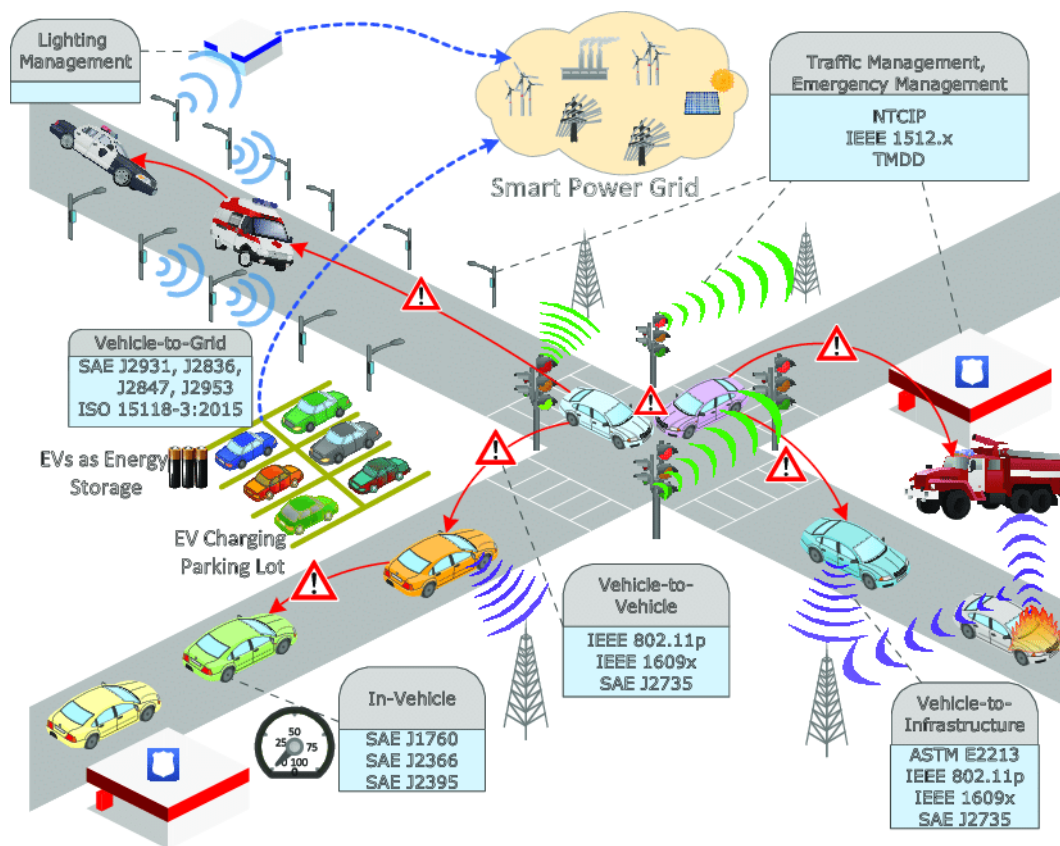 Lighting
Management
Smart Power Grid
Traffic Management,
Emergency Management
NTCIP
IEEE 1512.x
TMDD
Vehicle-to-Grid
SAE J2931, J2836,
J2847, J2953
ISO 15118-3:2015
EVs as Energy
Storage
EV Charging
Parking Lot
Vehicle-to-
Vehicle
IEEE 802.11p
IEEE 1609x
SAE J2735
In-Vehicle
SAE J1760
SAE J2366
SAE J2395
50
25
75
0
100
0
Vehicle-to-
Infrastructure
ASTM E2213
IEEE 802.11p
IEEE 1609x
SAE J2735